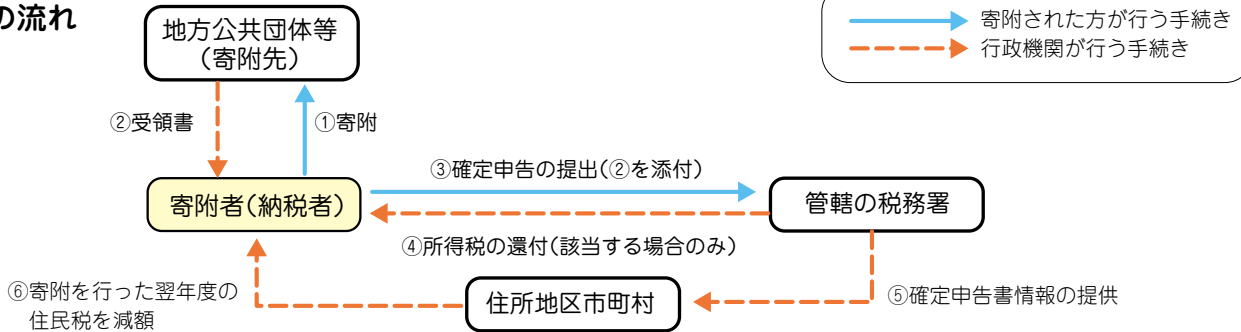 の流れ
寄附された方が行う手続き
行政機関が行う手続き
地方公共団体等
（寄附先）
②受領書
①寄附
③確定申告の提出（②を添付）
寄附者（納税者）
管轄の税務署
④所得税の還付（該当する場合のみ）
⑥寄附を行った翌年度の
住民税を減額
住所地区市町村
⑤確定申告書情報の提供